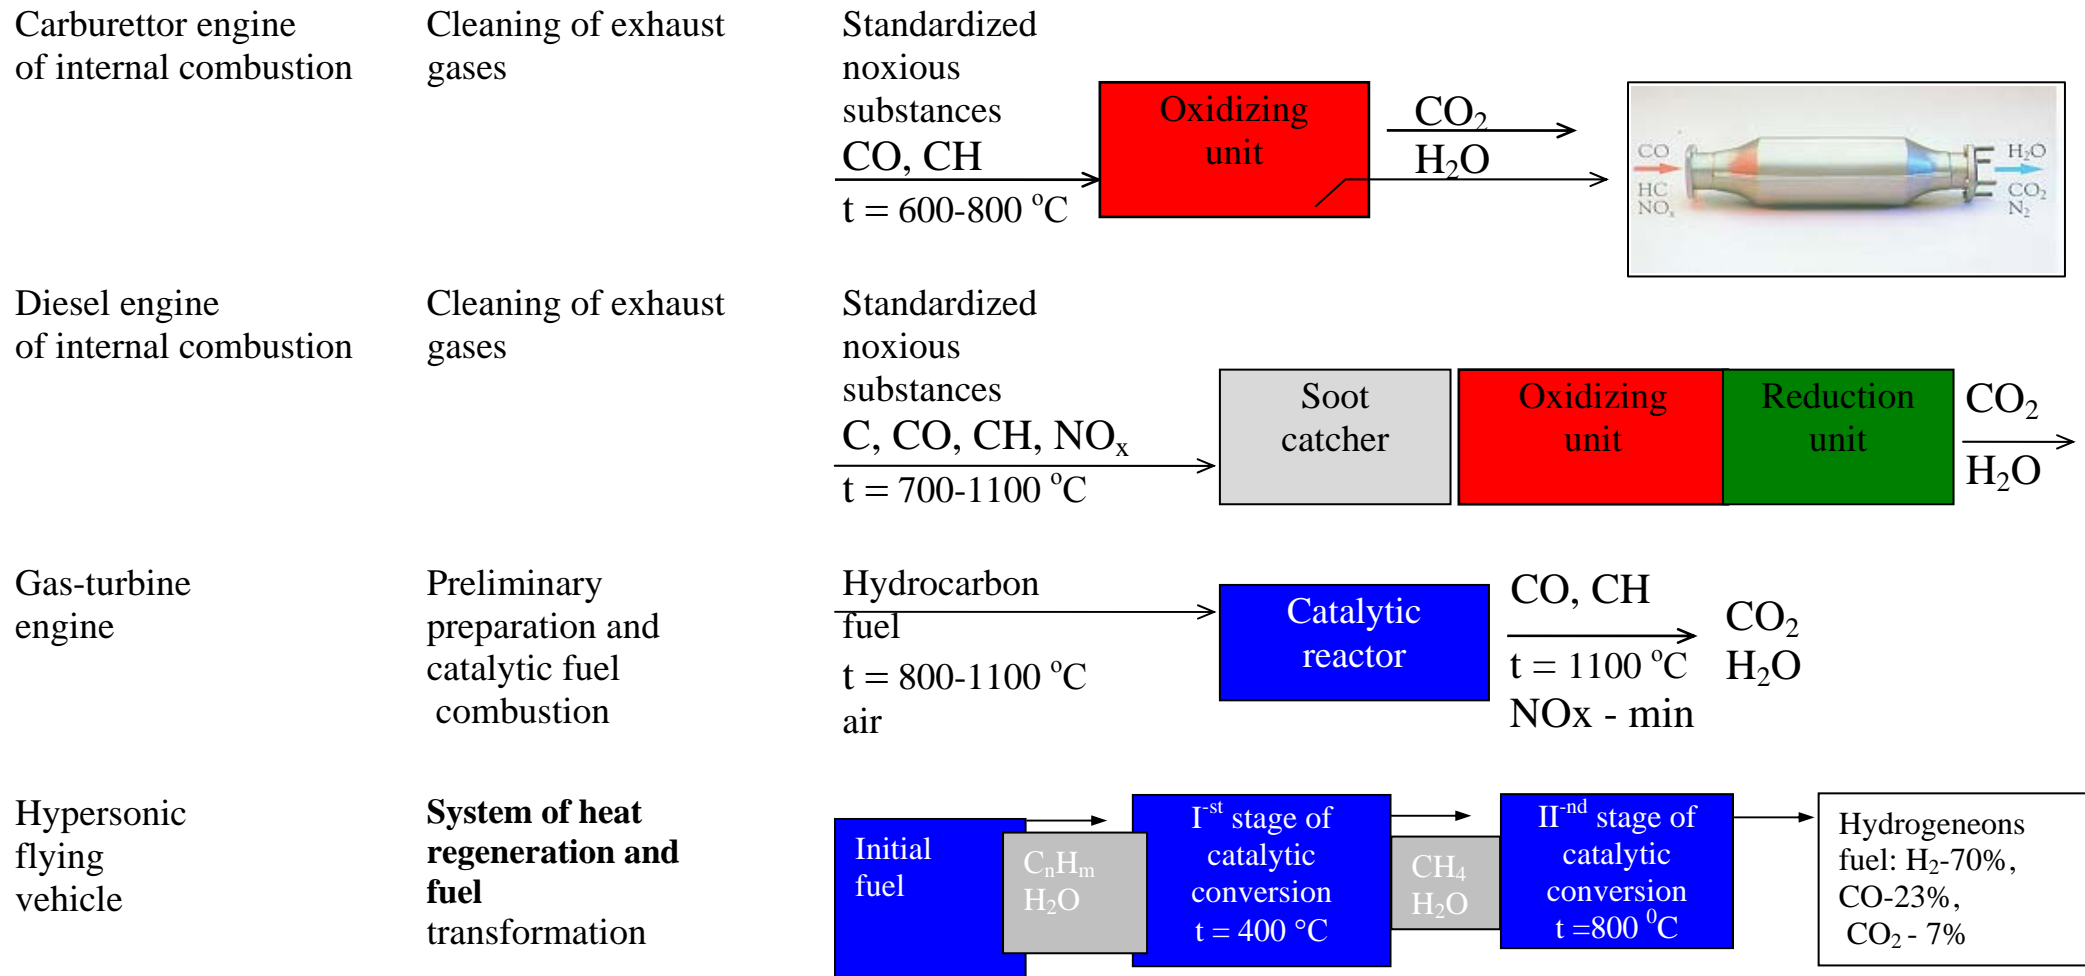 Carburettor engine
of internal combustion
Cleaning of exhaust
gases
Standardized
noxious
substances
CO, CH
t = 600-800 °C
Oxidizing
unit
CO₂
H₂O
CO
HC
NOₓ
H₂O
CO₂
N₂
Diesel engine
of internal combustion
Cleaning of exhaust
gases
Standardized
noxious
substances
C, CO, CH, NOₓ
t = 700-1100 °C
Soot
catcher
Oxidizing
unit
Reduction
unit
CO₂
H₂O
Gas-turbine
engine
Preliminary
preparation and
catalytic fuel
combustion
Hydrocarbon
fuel
t = 800-1100 °C
air
Catalytic
reactor
CO, CH
t = 1100 °C
NOx - min
CO₂
H₂O
Hypersonic
flying
vehicle
System of heat
regeneration and
fuel
transformation
Initial
fuel
CₙHₘ
H₂O
I⁻ˢᵗ stage of
catalytic
conversion
t = 400 °C
CH₄
H₂O
II⁻ⁿᵈ stage of
catalytic
conversion
t =800 ⁰C
Hydrogeneons
fuel: H₂-70%,
CO-23%,
CO₂ - 7%